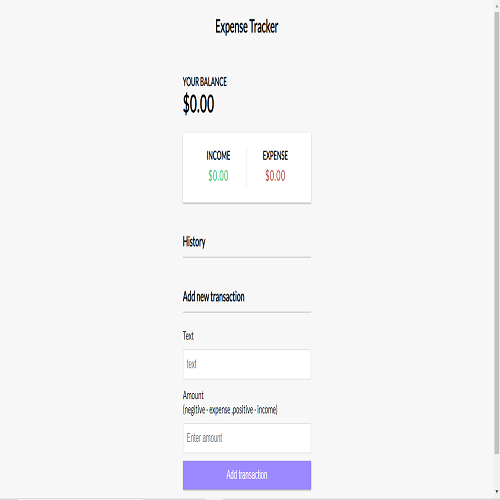 Expense Tracker
YOUR BALANCE
$0.00
INCOME EXPENSE
$0.00 $0.00
History
Add new transaction
Text
text
Amount
(negitive - expense ,positive - income)
Enter amount
Add transaction